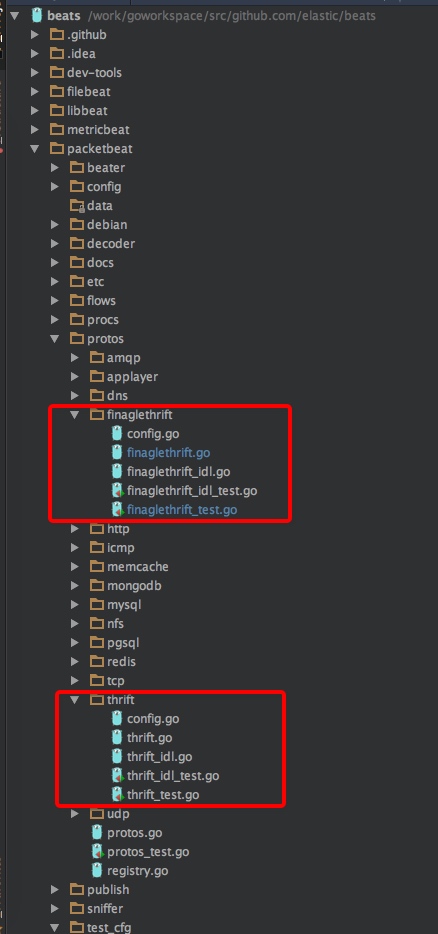 beats /work/goworkspace/src/github.com/elastic/beats
.github
.idea
dev-tools
filebeat
libbeat
metricbeat
packetbeat
beater
config
data
debian
decoder
docs
etc
flows
procs
protos
amqp
applayer
dns
finaglethrift
config.go
finaglethrift.go
finaglethrift_idl.go
finaglethrift_idl_test.go
finaglethrift_test.go
http
icmp
memcache
mongodb
mysql
nfs
pgsql
redis
tcp
thrift
config.go
thrift.go
thrift_idl.go
thrift_idl_test.go
thrift_test.go
udp
protos.go
protos_test.go
registry.go
publish
sniffer
test_cfg